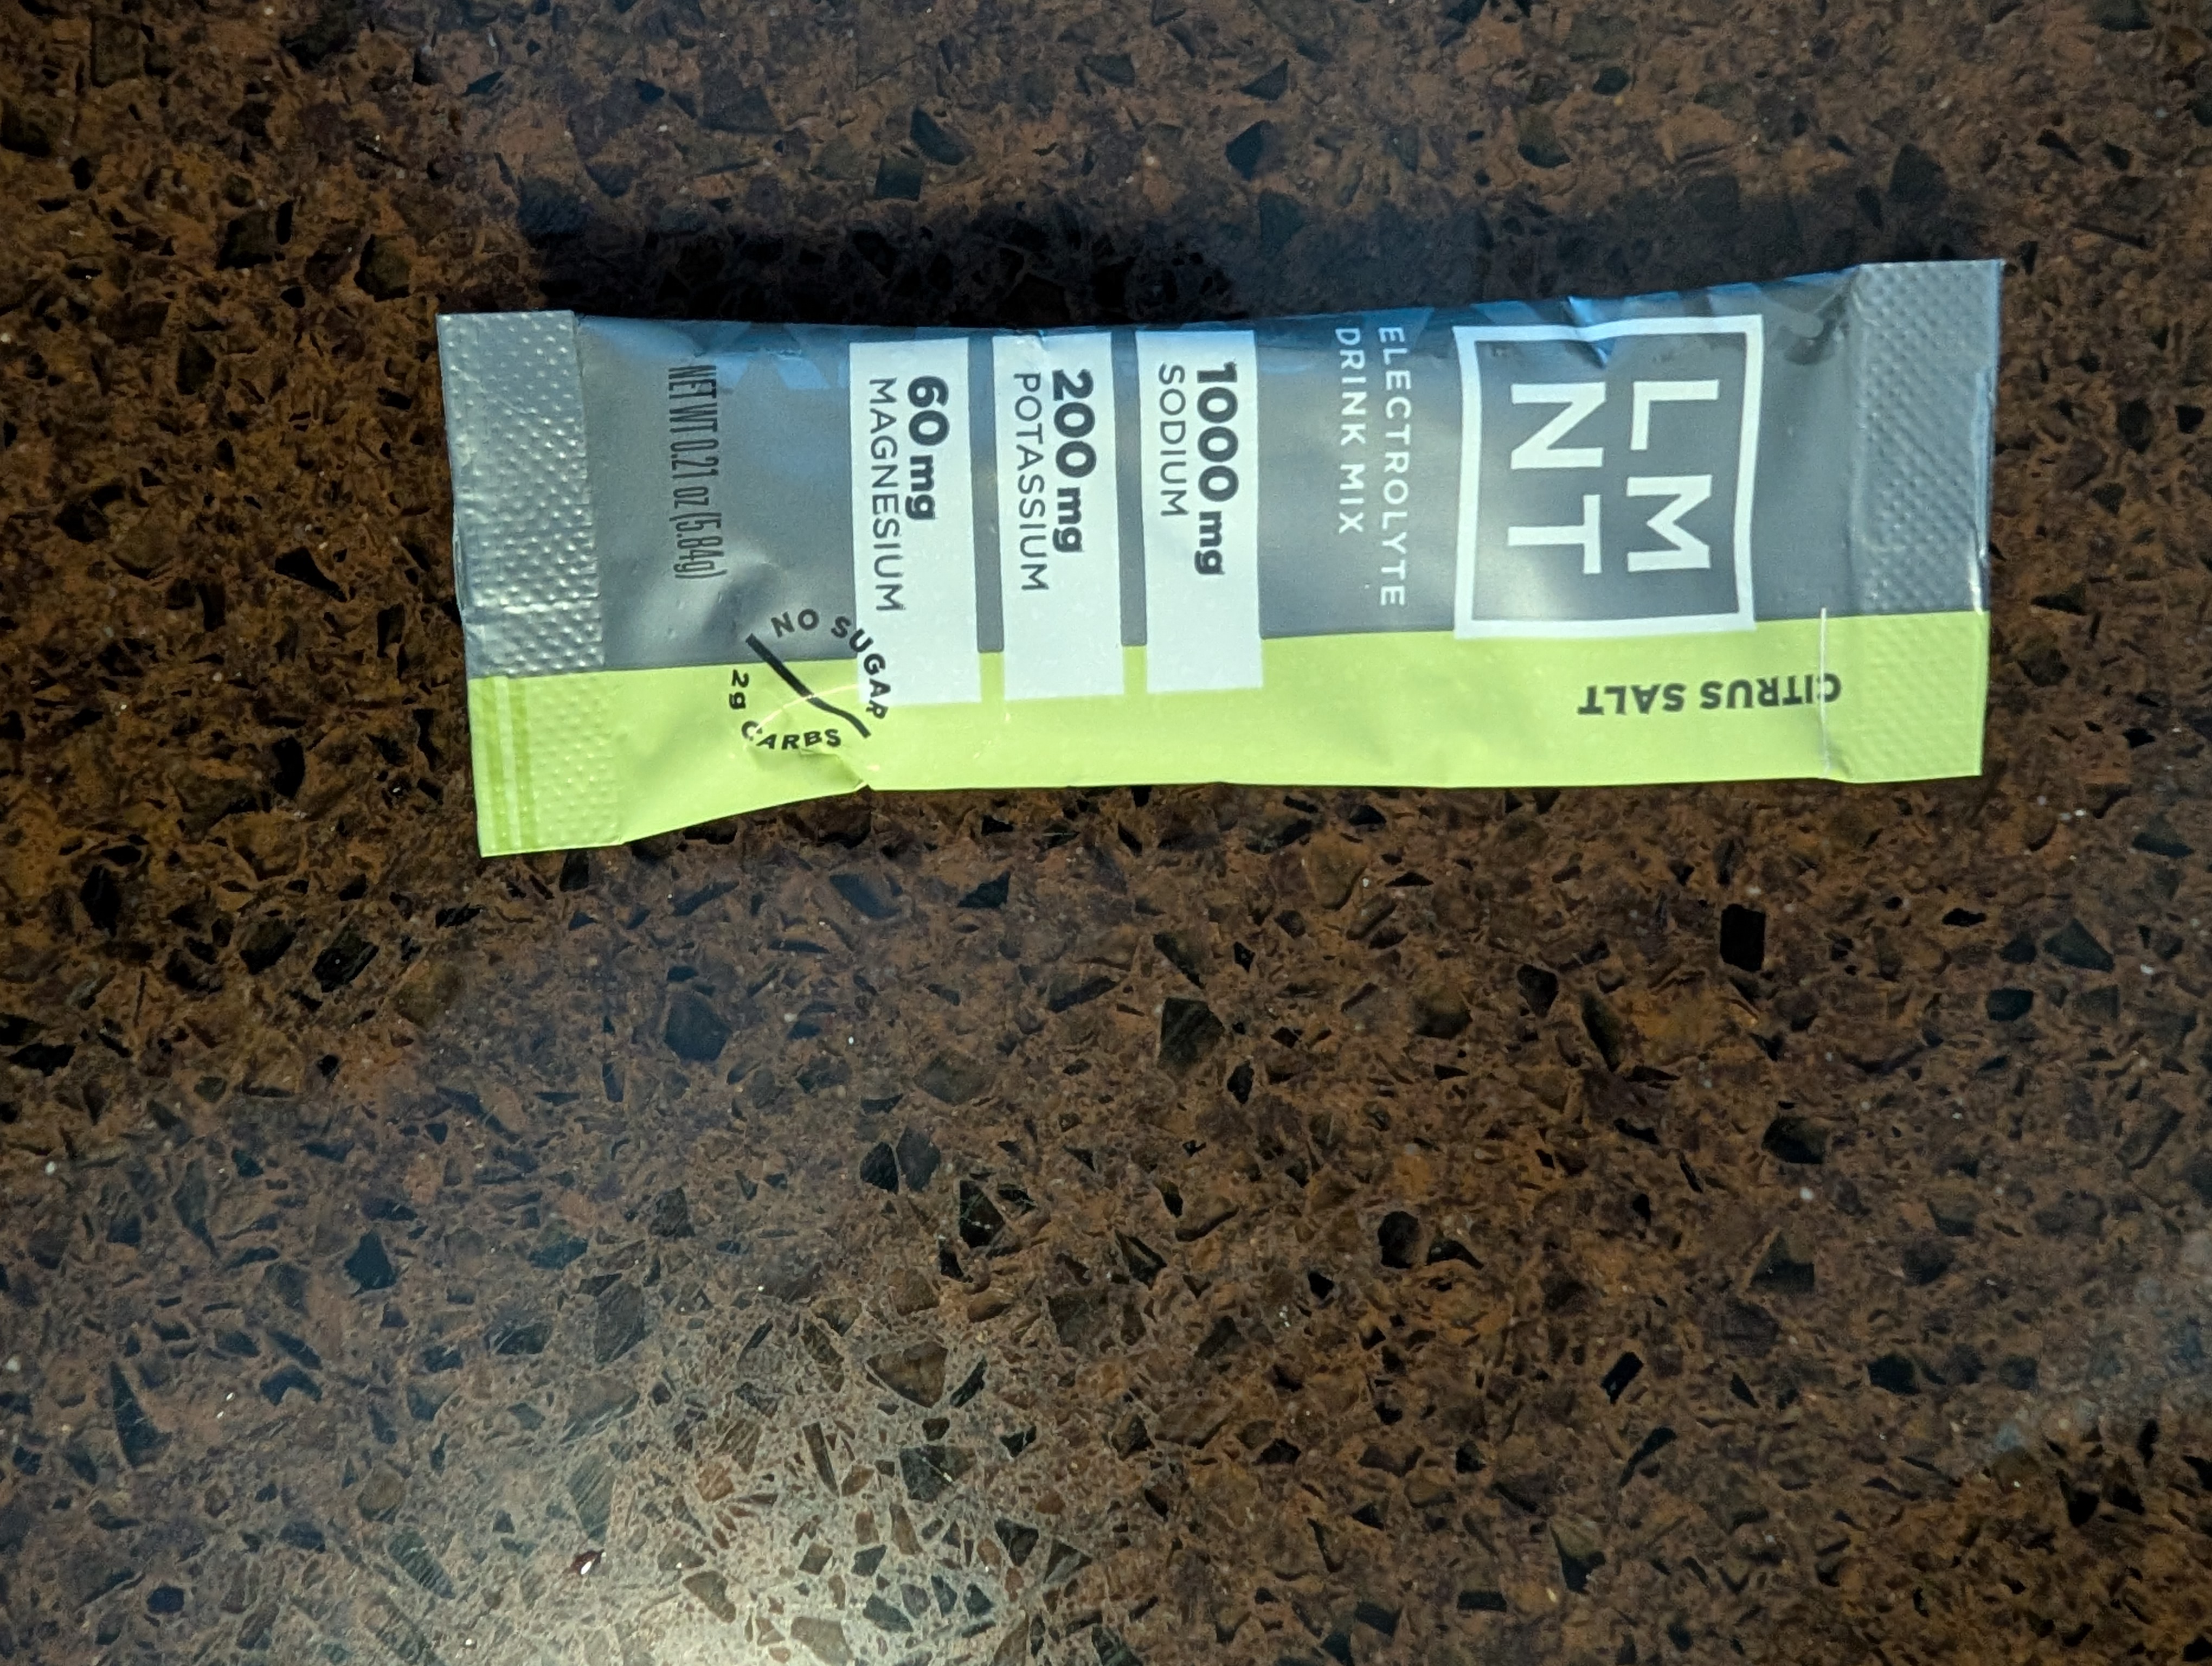 LM
NT
CITRUS SALT
ELECTROLYTE
DRINK MIX
1000 mg
SODIUM
200 mg
POTASSIUM
60 mg
MAGNESIUM
NO SUGAR
2g CARBS
NET WT 0.21 oz (5.84g)